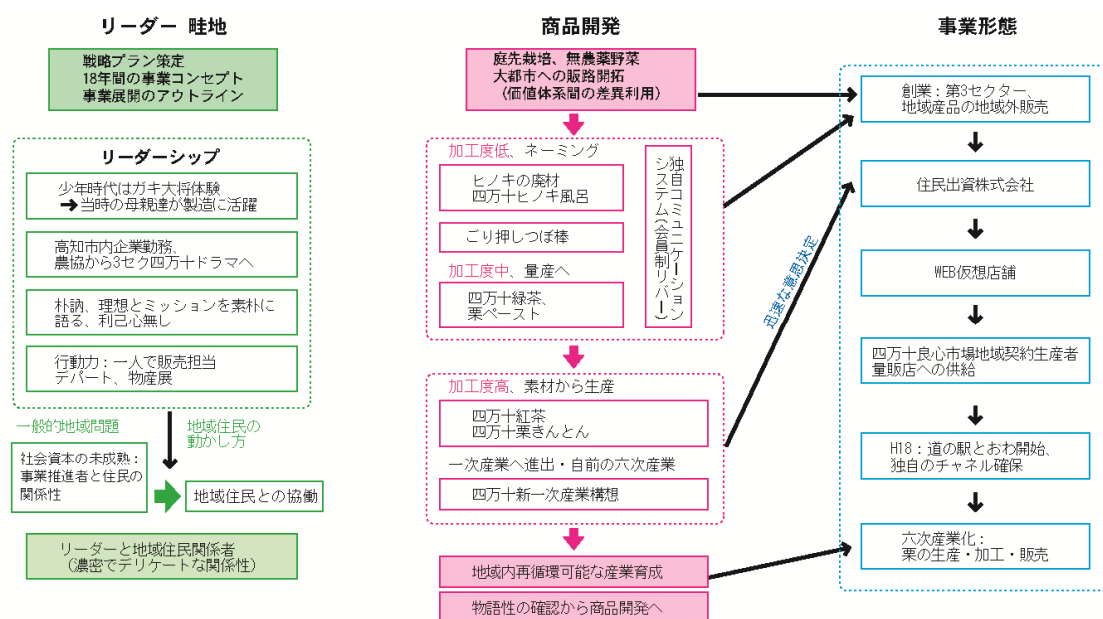 リーダー 畦地
戦略プラン策定
18年間の事業コンセプト
事業展開のアウトライン
リーダーシップ
少年時代はガキ大将体験
➔当時の母親達が製造に活躍
高知市内企業勤務、
農協から3セク四万十ドラマへ
朴訥、理想とミッションを素朴に
語る、利己心無し
行動力：一人で販売担当
デパート、物産展
一般的地域問題
地域住民の
動かし方
社会資本の未成熟：
事業推進者と住民の
関係性
地域住民との協働
リーダーと地域住民関係者
（濃密でデリケートな関係性）
商品開発
庭先栽培、無農薬野菜
大都市への販路開拓
（価値体系間の差異利用）
加工度低、ネーミング
ヒノキの廃材
四万十ヒノキ風呂
ごり押しつぼ棒
加工度中、量産へ
四万十緑茶、
栗ペースト
独自コミュニケーション
システム（会員制リバー）
加工度高、素材から生産
四万十紅茶
四万十栗きんとん
一次産業へ進出・自前の六次産業
四万十新一次産業構想
地域内再循環可能な産業育成
物語性の確認から商品開発へ
迅速な意思決定
事業形態
創業：第3セクター、
地域産品の地域外販売
住民出資株式会社
WEB仮想店舗
四万十良心市場地域契約生産者
量販店への供給
H18：道の駅とおわ開始、
独自のチャネル確保
六次産業化：
栗の生産・加工・販売